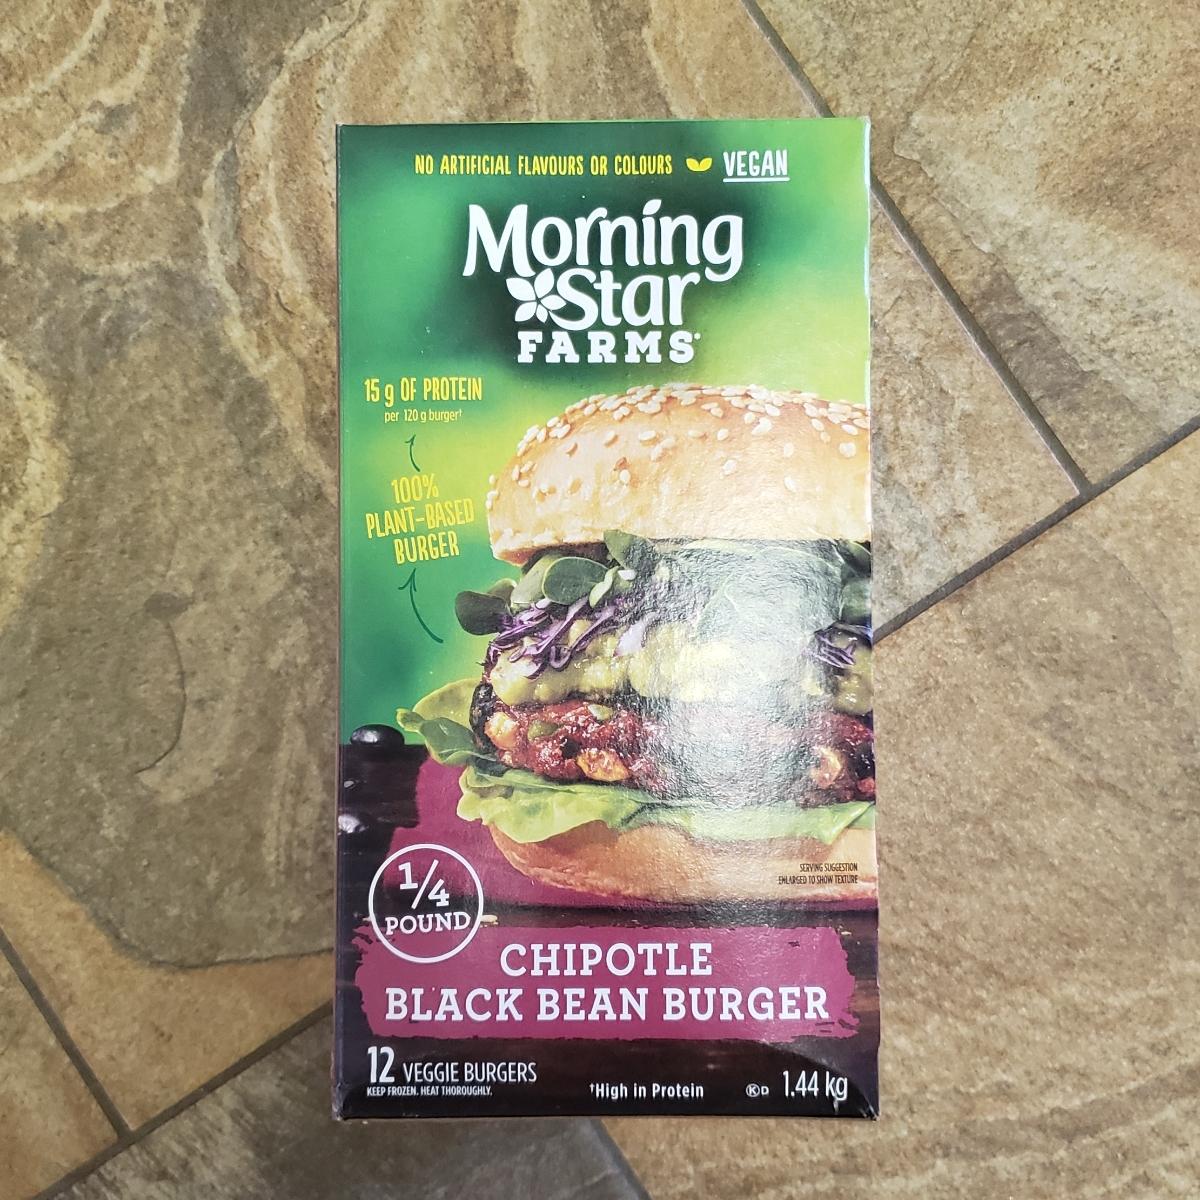 NO ARTIFICIAL FLAVOURS OR COLOURS VEGAN
Morning
Star
FARMS
15 g OF PROTEIN
per 120 g burger†
100%
PLANT-BASED
BURGER
SERVING SUGGESTION
ENLARGED TO SHOW TEXTURE
1/4
POUND
CHIPOTLE
BLACK BEAN BURGER
12 VEGGIE BURGERS
KEEP FROZEN. HEAT THOROUGHLY.
†High in Protein
K D 1.44 kg